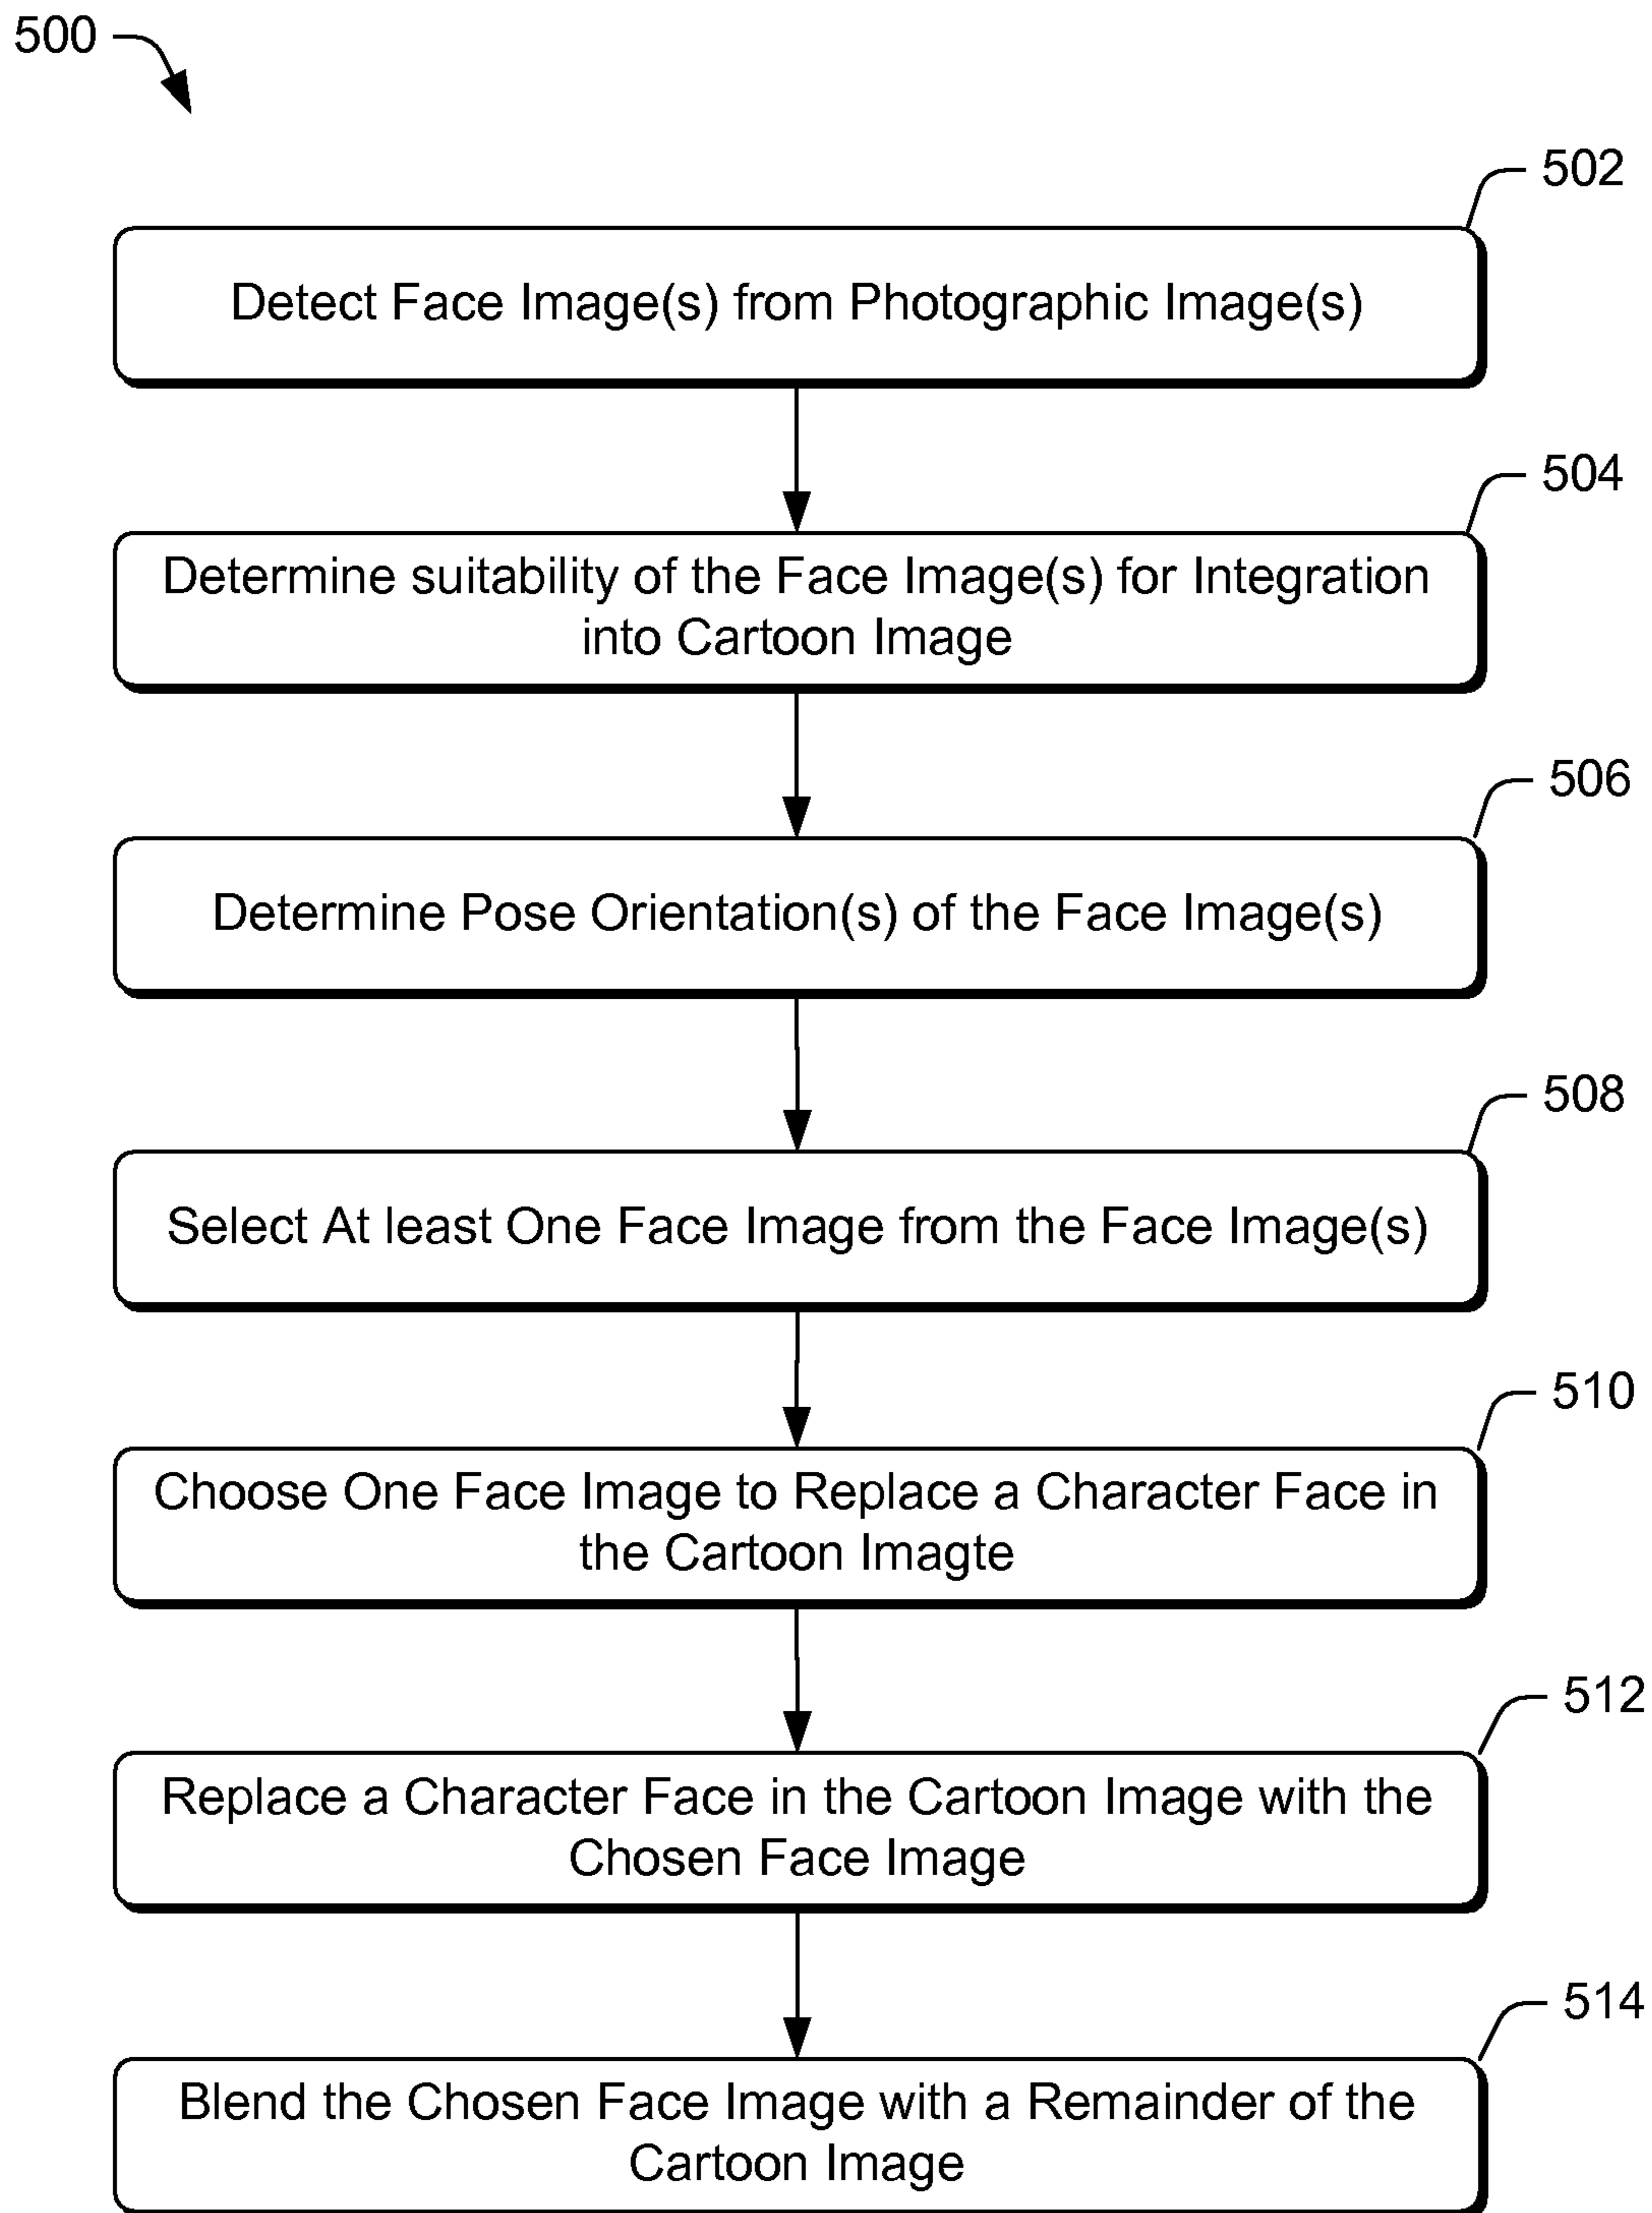 500
502
Detect Face Image(s) from Photographic Image(s)
504
Determine suitability of the Face Image(s) for Integration
into Cartoon Image
506
Determine Pose Orientation(s) of the Face Image(s)
508
Select At least One Face Image from the Face Image(s)
510
Choose One Face Image to Replace a Character Face in
the Cartoon Imagte
512
Replace a Character Face in the Cartoon Image with the
Chosen Face Image
514
Blend the Chosen Face Image with a Remainder of the
Cartoon Image